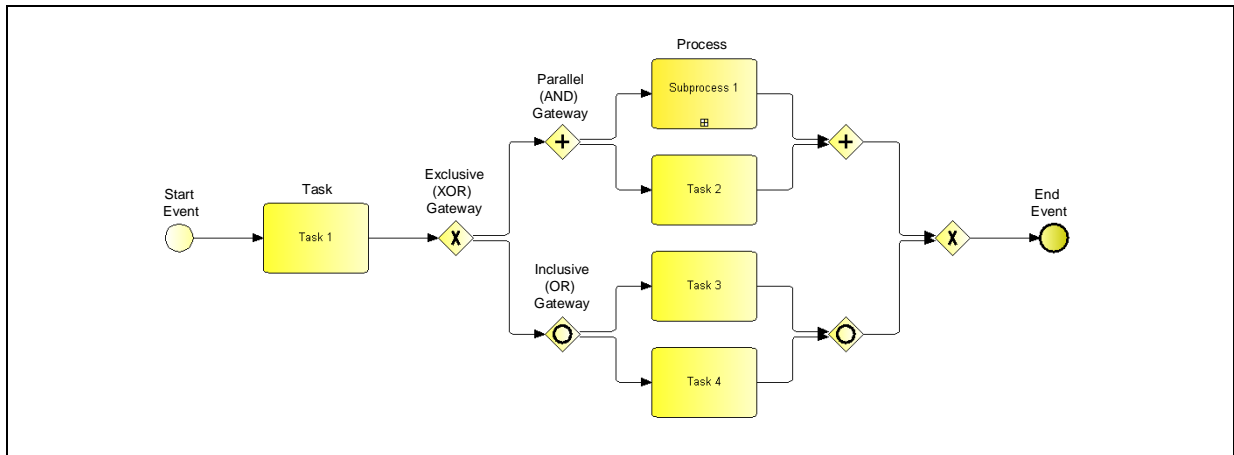 Process
Subprocess 1
Parallel
(AND)
Gateway
Task 2
Start
Event
Task
Task 1
Exclusive
(XOR)
Gateway
End
Event
Inclusive
(OR)
Gateway
Task 3
Task 4